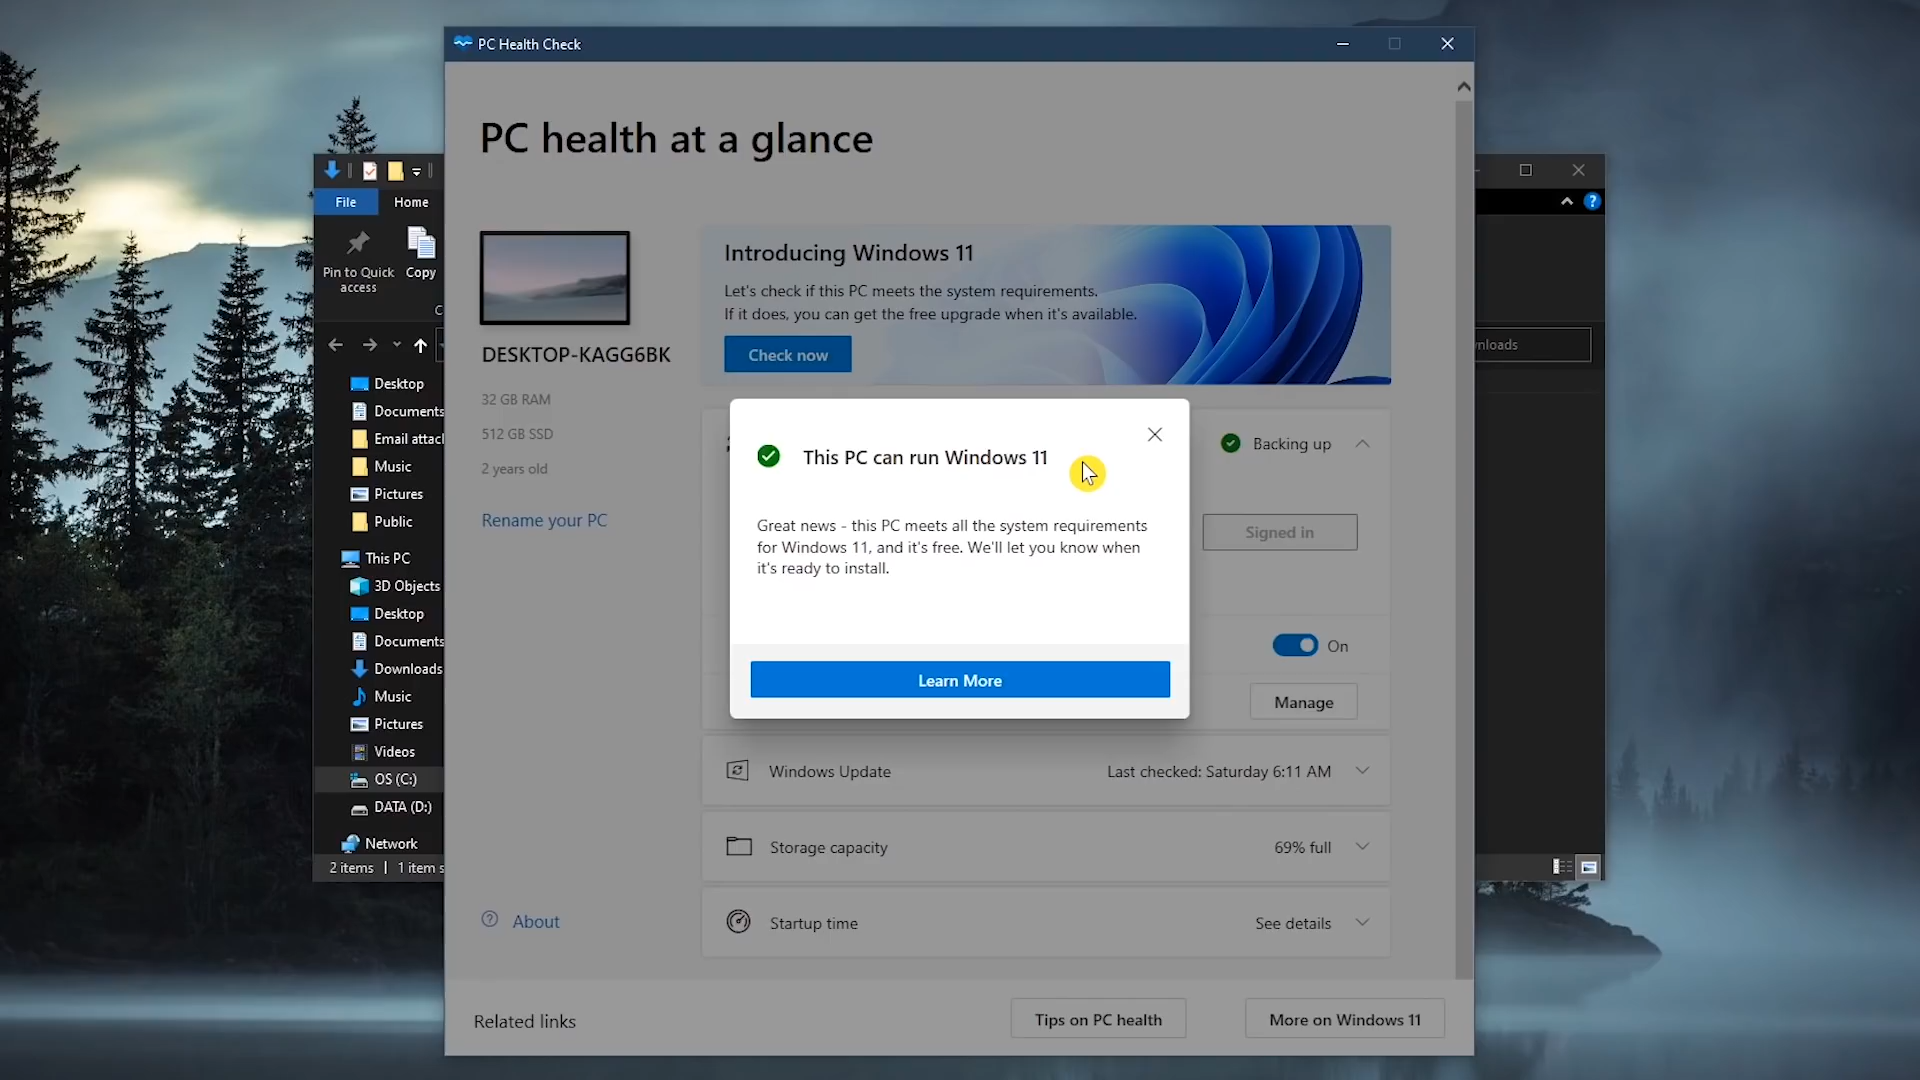 PC Health Check
PC health at a glance
File
Home
Pin to Quick
access
Copy
Introducing Windows 11
Let's check if this PC meets the system requirements.
If it does, you can get the free upgrade when it's available.
Check now
DESKTOP-KAGG6BK
32 GB RAM
512 GB SSD
2 years old
Rename your PC
Desktop
Documents
Email attac
Music
Pictures
Public
This PC
3D Objects
Desktop
Documents
Downloads
Music
Pictures
Videos
OS (C:)
DATA (D:)
Network
2 items
1 item s
nloads
Backing up
This PC can run Windows 11
Great news - this PC meets all the system requirements
for Windows 11, and it's free. We'll let you know when
it's ready to install.
Learn More
Signed in
On
Manage
Windows Update
Last checked: Saturday 6:11 AM
Storage capacity
69% full
Startup time
See details
About
Related links
Tips on PC health
More on Windows 11